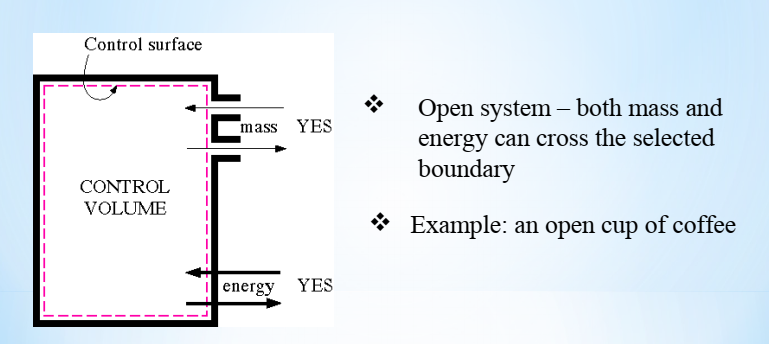 Control surface
mass
YES
CONTROL
VOLUME
energy
YES
Open system – both mass and
energy can cross the selected
boundary
Example: an open cup of coffee